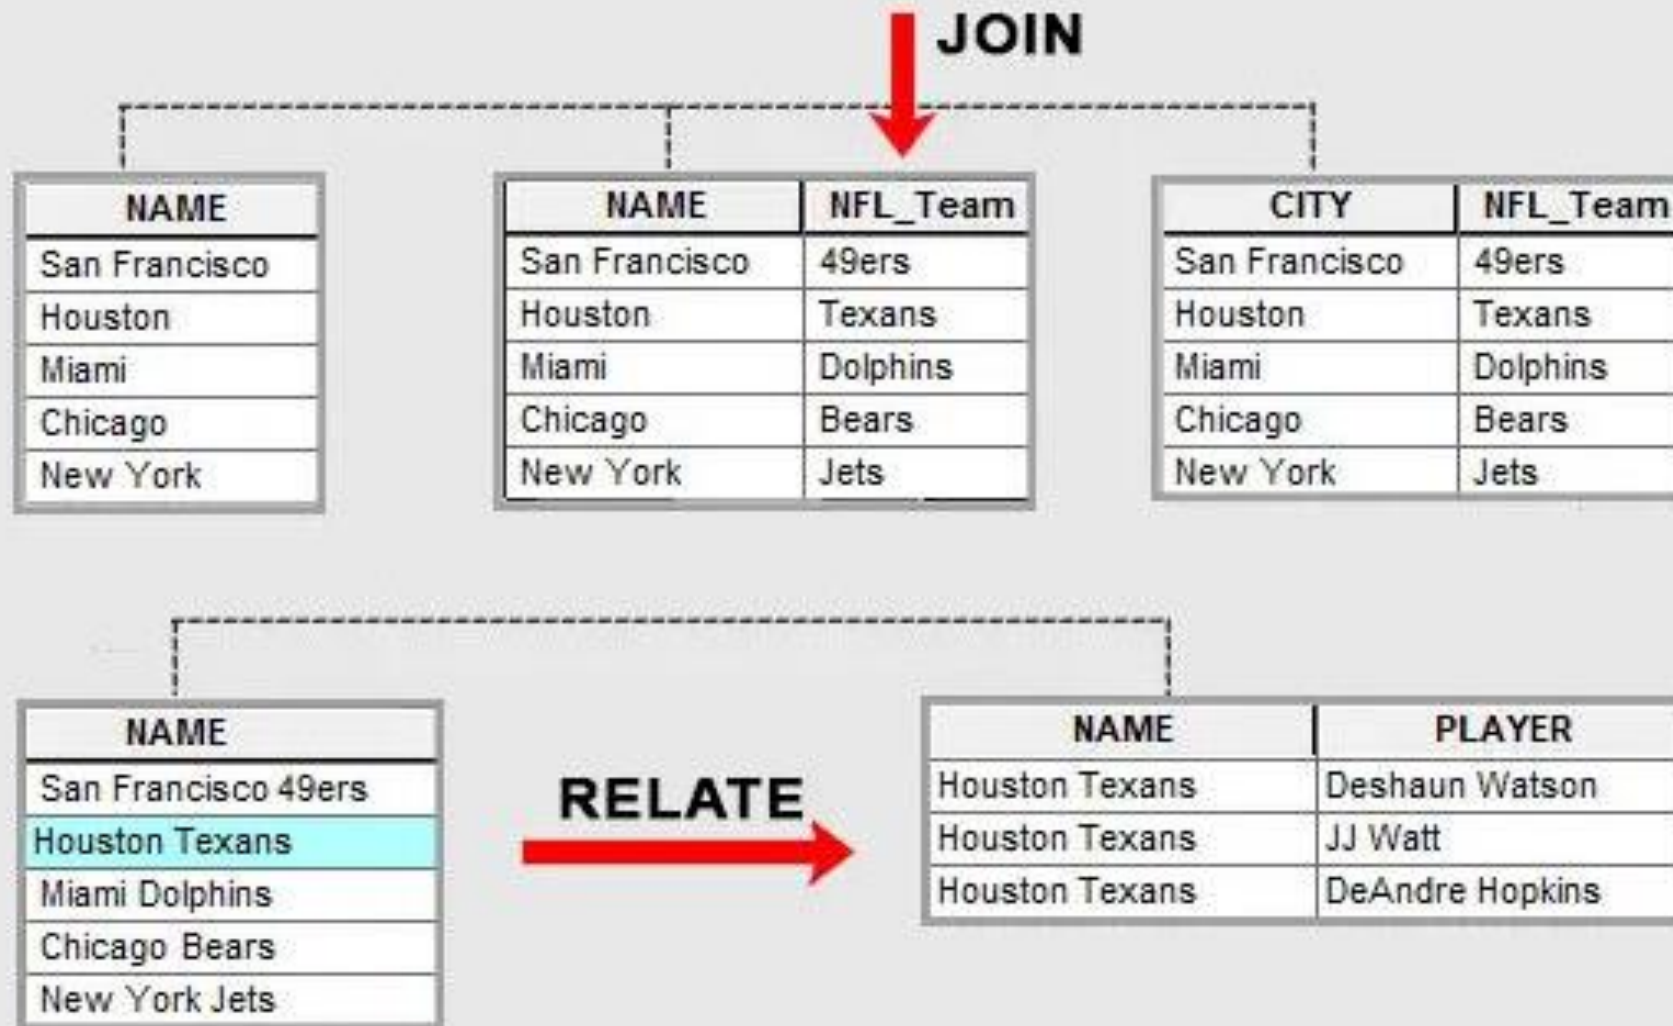 JOIN
NAME
San Francisco
Houston
Miami
Chicago
New York
NAME NFL_Team
San Francisco 49ers
Houston Texans
Miami Dolphins
Chicago Bears
New York Jets
CITY NFL_Team
San Francisco 49ers
Houston Texans
Miami Dolphins
Chicago Bears
New York Jets
NAME
San Francisco 49ers
Houston Texans
Miami Dolphins
Chicago Bears
New York Jets
RELATE
NAME PLAYER
Houston Texans Deshaun Watson
Houston Texans JJ Watt
Houston Texans DeAndre Hopkins